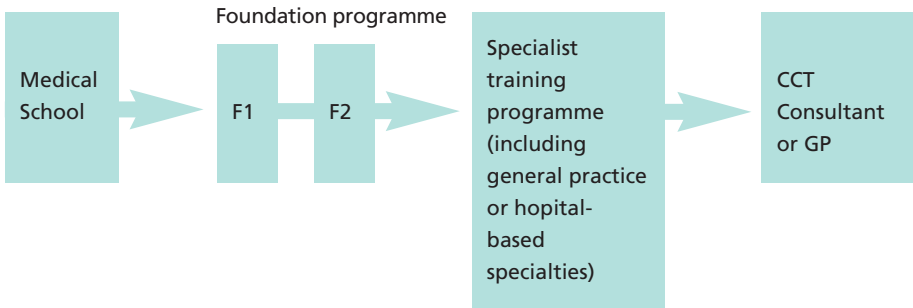 Foundation programme
Medical
School
F1
F2
Specialist
training
programme
(including
general practice
or hopital-
based
specialties)
CCT
Consultant
or GP